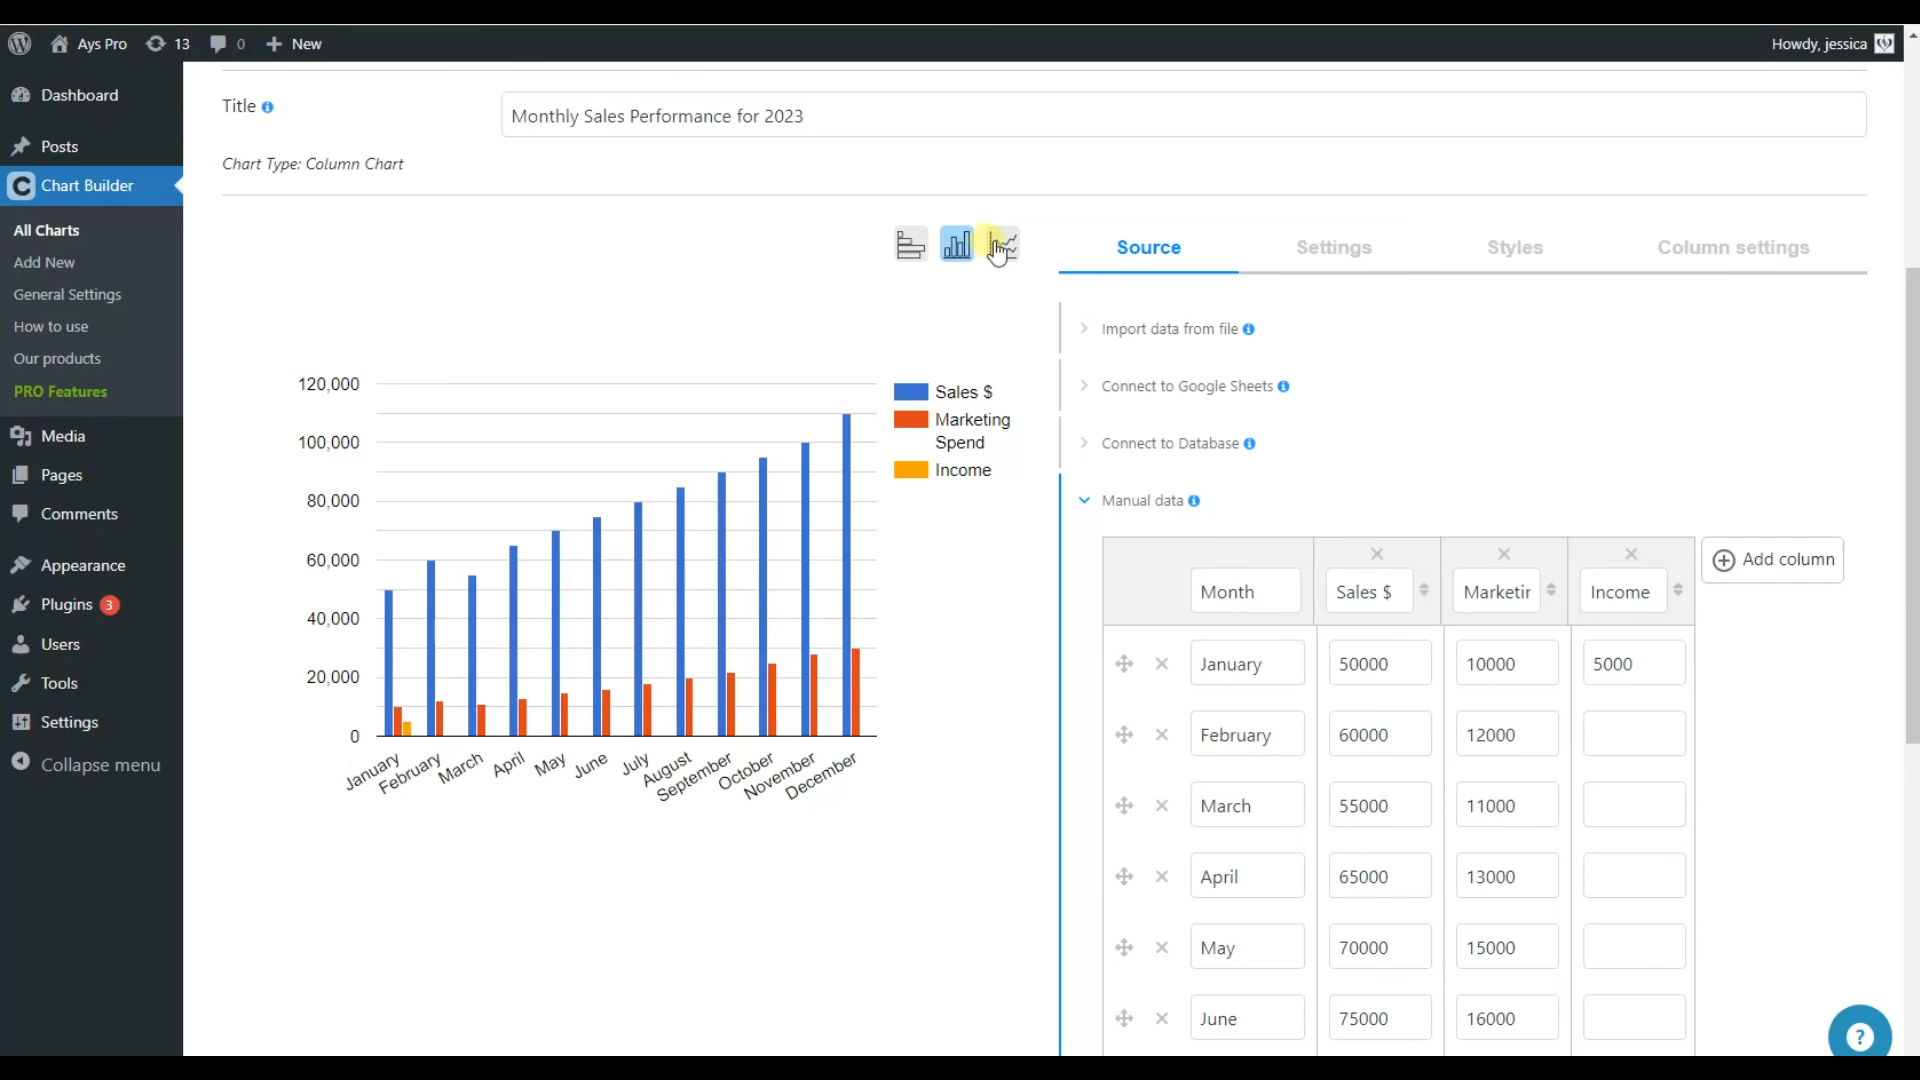 Ays Pro 13 0 New Howdy, jessica
Dashboard
Posts
Chart Builder
All Charts
Add New
General Settings
How to use
Our products
PRO Features
Media
Pages
Comments
Appearance
Plugins 3
Users
Tools
Settings
Collapse menu
Title
Monthly Sales Performance for 2023
Chart Type: Column Chart
120,000
100,000
80,000
60,000
40,000
20,000
0
January
February
March
April
May
June
July
August
September
October
November
December
Sales $
Marketing
Spend
Income
Source Settings Styles Column settings
Import data from file
Connect to Google Sheets
Connect to Database
Manual data
Add column
Month Sales $ Marketir Income
January 50000 10000 5000
February 60000 12000
March 55000 11000
April 65000 13000
May 70000 15000
June 75000 16000